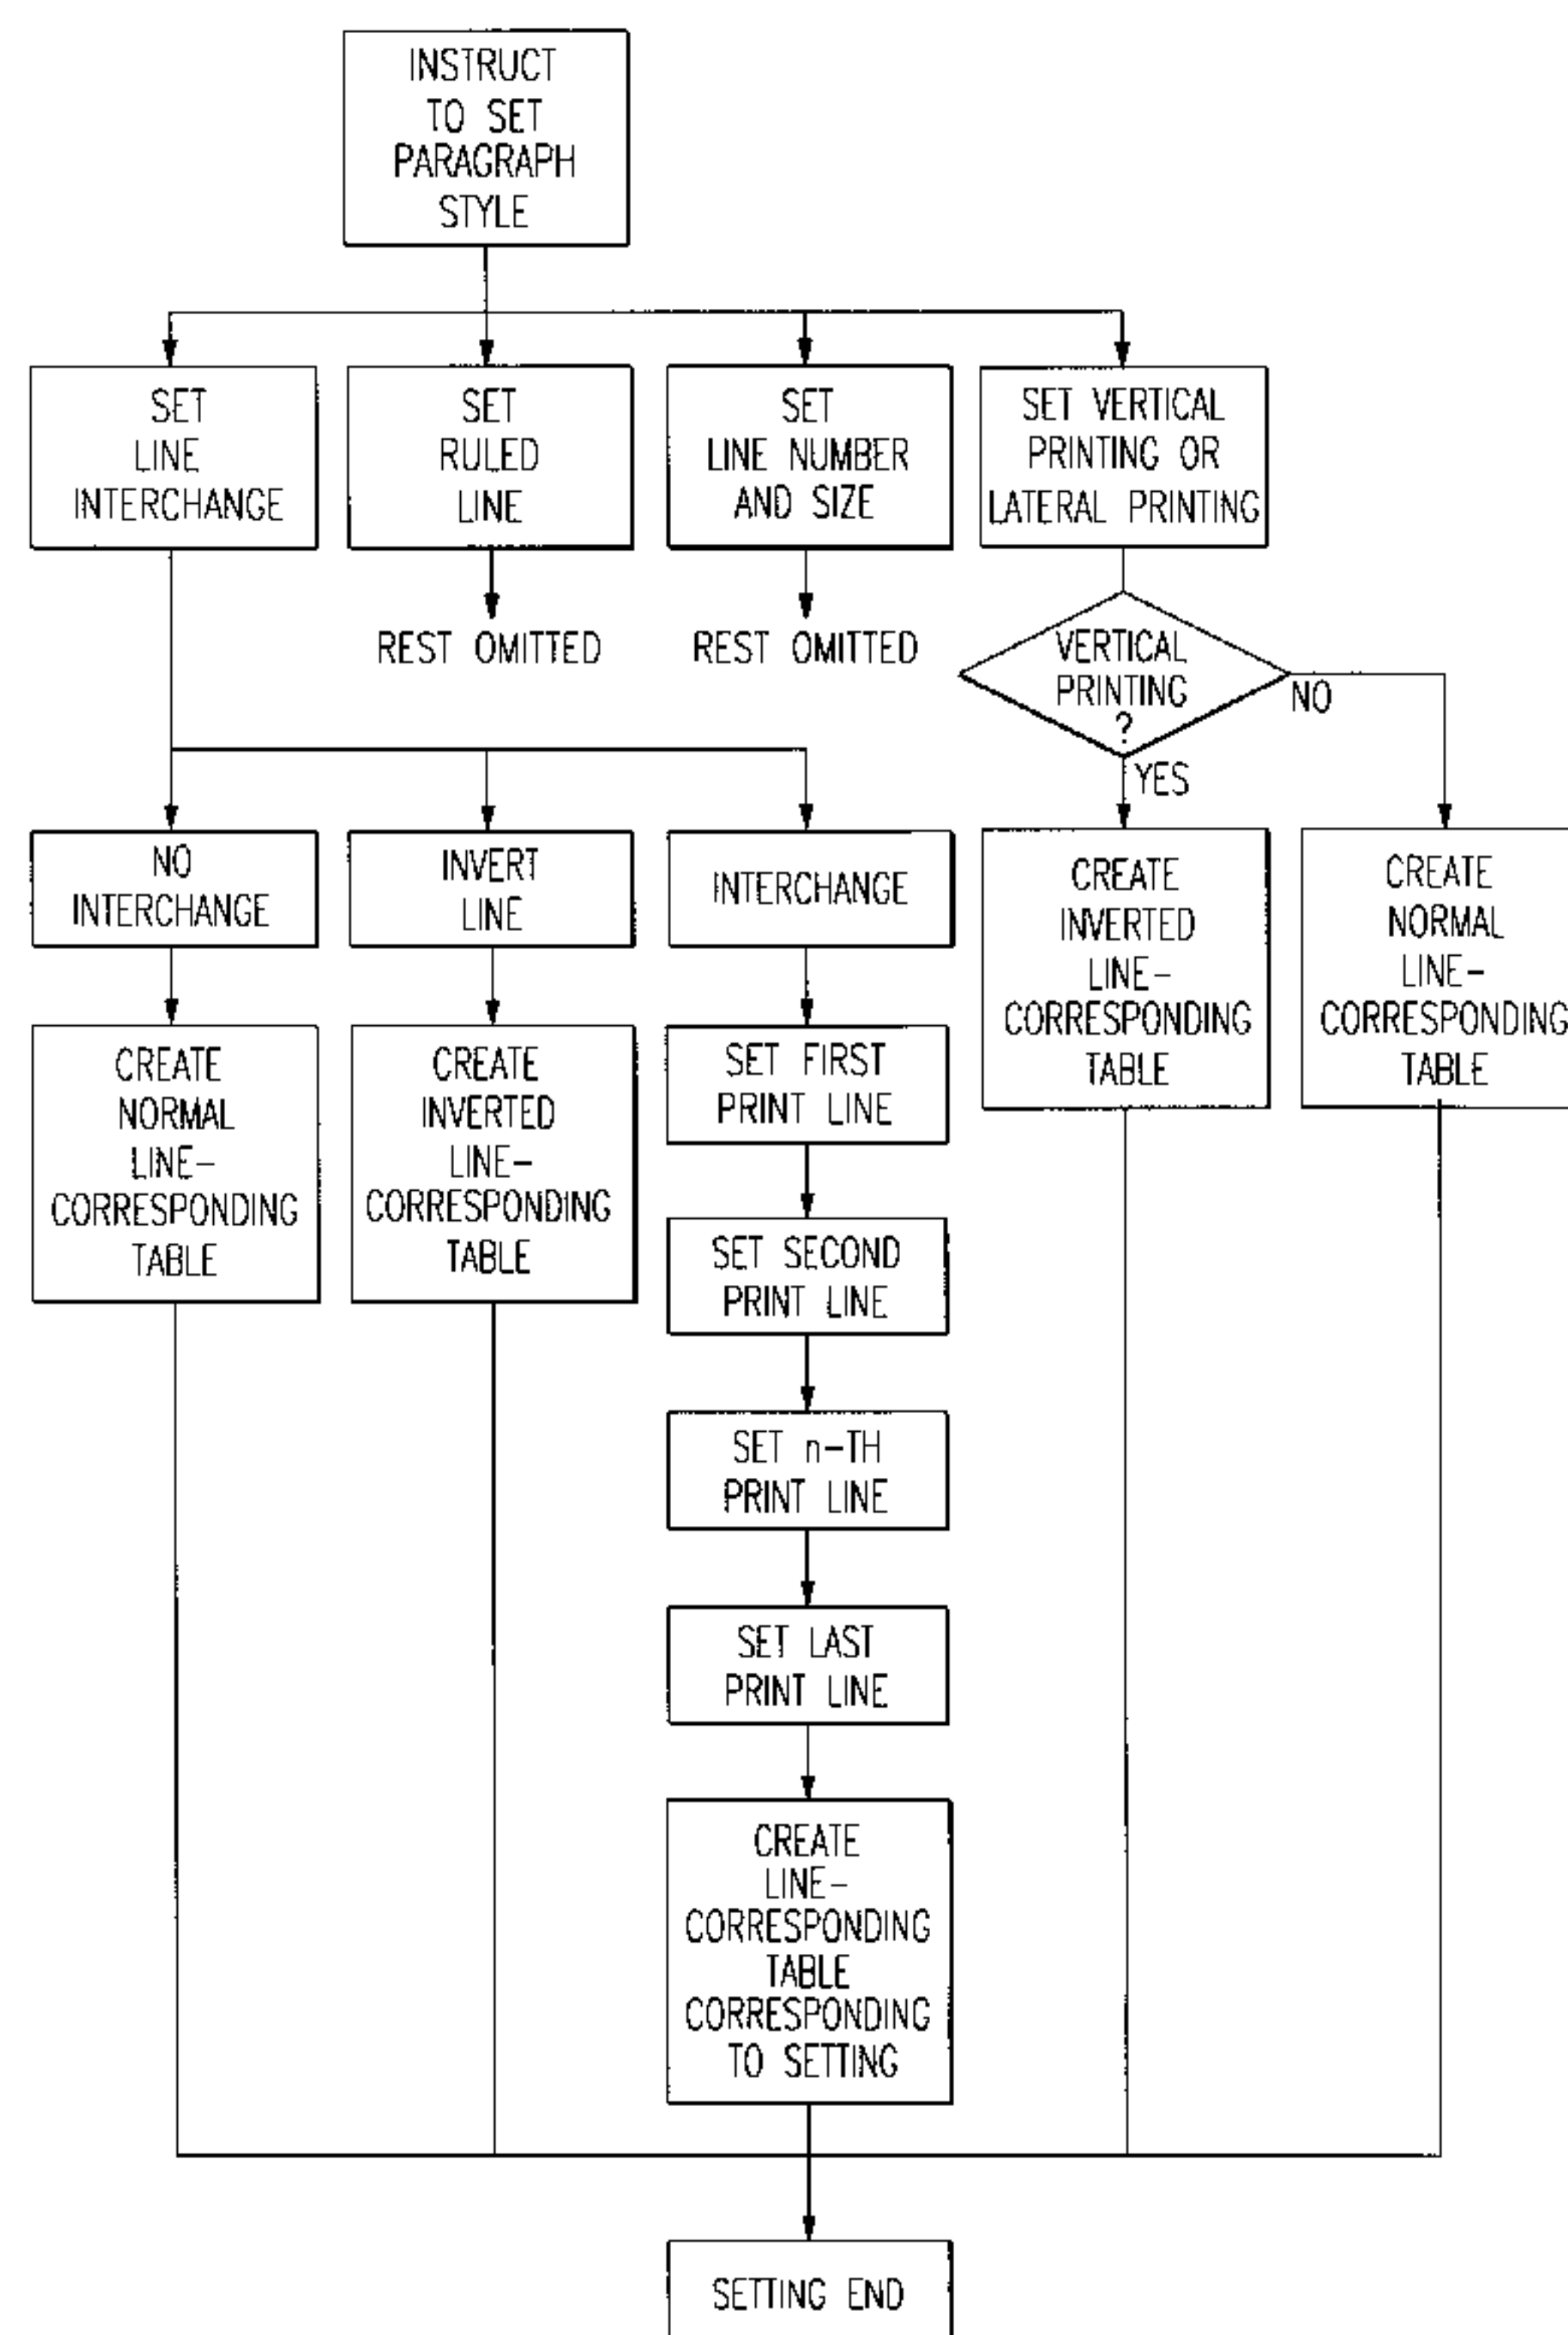 INSTRUCT
TO SET
PARAGRAPH
STYLE
SET
LINE
INTERCHANGE
SET
RULED
LINE
SET
LINE NUMBER
AND SIZE
SET VERTICAL
PRINTING OR
LATERAL PRINTING
REST OMITTED
REST OMITTED
VERTICAL
PRINTING
?
NO
YES
NO
INTERCHANGE
INVERT
LINE
INTERCHANGE
CREATE
INVERTED
LINE-
CORRESPONDING
TABLE
CREATE
NORMAL
LINE-
CORRESPONDING
TABLE
CREATE
NORMAL
LINE-
CORRESPONDING
TABLE
CREATE
INVERTED
LINE-
CORRESPONDING
TABLE
SET FIRST
PRINT LINE
SET SECOND
PRINT LINE
SET n-TH
PRINT LINE
SET LAST
PRINT LINE
CREATE
LINE-
CORRESPONDING
TABLE
CORRESPONDING
TO SETTING
SETTING END